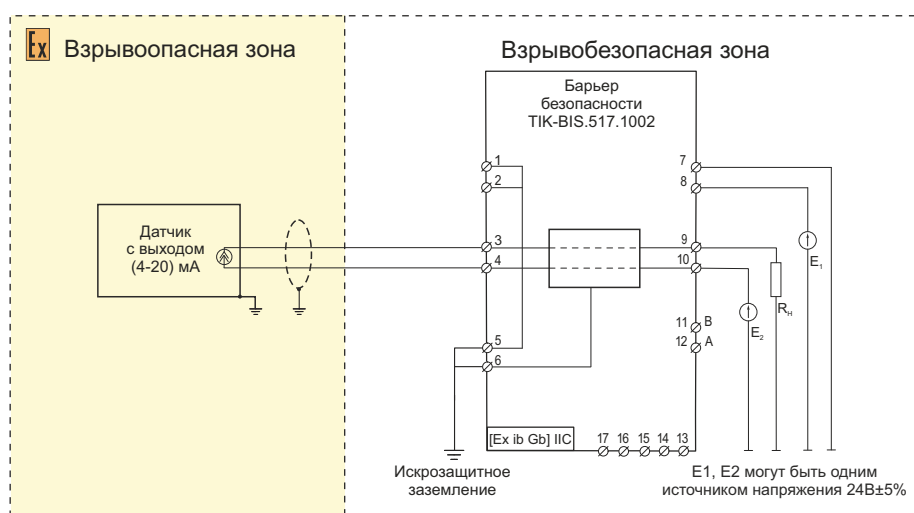 Ex Взрывоопасная зона
Взрывобезопасная зона
Барьер
безопасности
TIK-BIS.517.1002
1
2
3
4
5
6
7
8
9
10
11 B
12 A
Датчик
с выходом
(4-20) мА
E₁
Rₙ
E₂
[Ex ib Gb] IIC
17 16 15 14 13
Искрозащитное
заземление
E1, E2 могут быть одним
источником напряжения 24В±5%